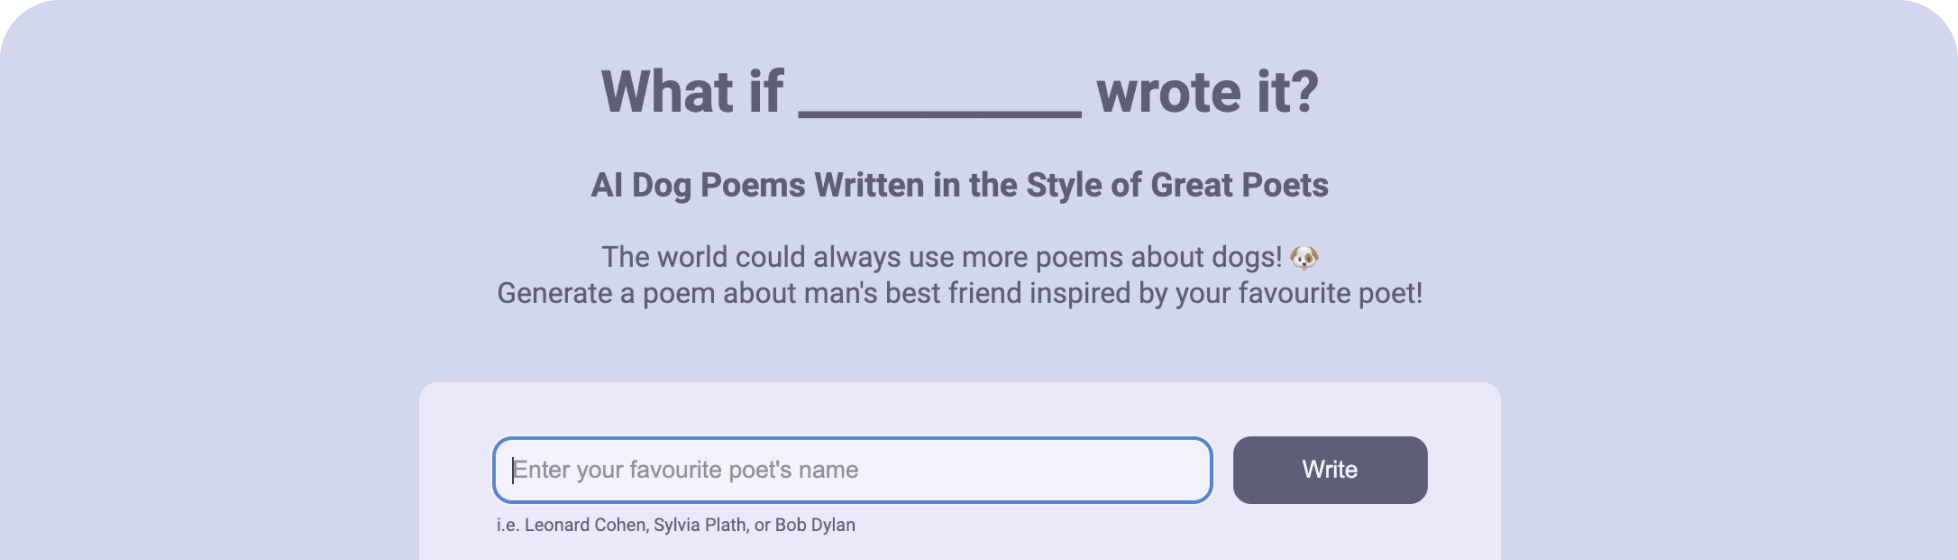 What if __________ wrote it?
AI Dog Poems Written in the Style of Great Poets
The world could always use more poems about dogs! 🐶
Generate a poem about man's best friend inspired by your favourite poet!
Enter your favourite poet's name
Write
i.e. Leonard Cohen, Sylvia Plath, or Bob Dylan